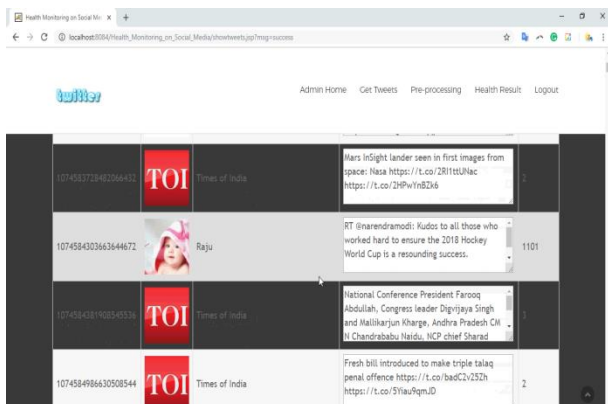 Health Monitoring on Social Me
localhost:8084/Health_Monitoring_on_Social_Media/showtweets.jsp?msg=success
twitter
Admin Home Get Tweets Pre-processing Health Result Logout
1074583728482066432 TOI Times of India
Mars InSight lander seen in first images from
space: Nasa https://t.co/2RI1ttUNac
https://t.co/2HPwYnBZk6
2
1074584303663644672 Raju
RT @narendramodi: Kudos to all those who
worked hard to ensure the 2018 Hockey
World Cup is a resounding success.
1101
1074584381908545536 TOI Times of India
National Conference President Farooq
Abdullah, Congress leader Digvijaya Singh
and Mallikarjun Kharge, Andhra Pradesh CM
N Chandrababu Naidu, NCP chief Sharad
3
1074584986630508544 TOI Times of India
Fresh bill introduced to make triple talaq
penal offence https://t.co/badC2v25Zh
https://t.co/5Yiau9qmJD
2